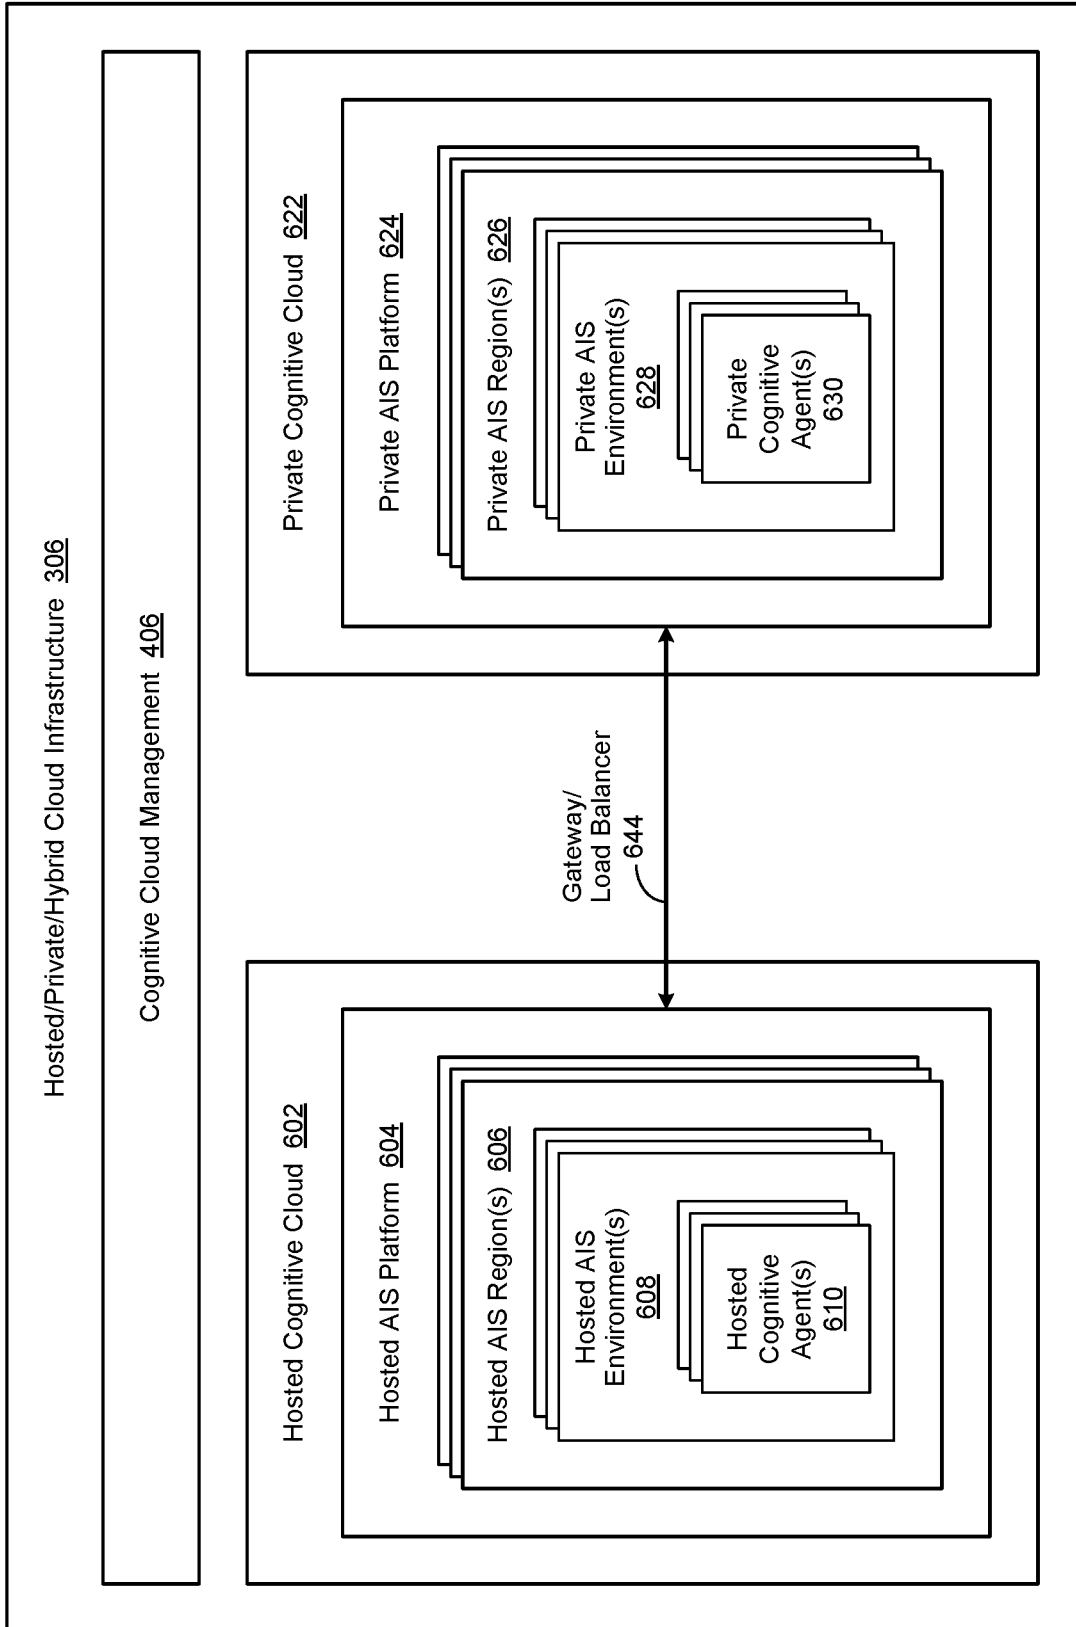 Hosted/Private/Hybrid Cloud Infrastructure 306
Cognitive Cloud Management 406
Hosted Cognitive Cloud 602
Hosted AIS Platform 604
Hosted AIS Region(s) 606
Hosted AIS
Environment(s)
608
Hosted
Cognitive
Agent(s)
610
Gateway/
Load Balancer
644
Private Cognitive Cloud 622
Private AIS Platform 624
Private AIS Region(s) 626
Private AIS
Environment(s)
628
Private
Cognitive
Agent(s)
630